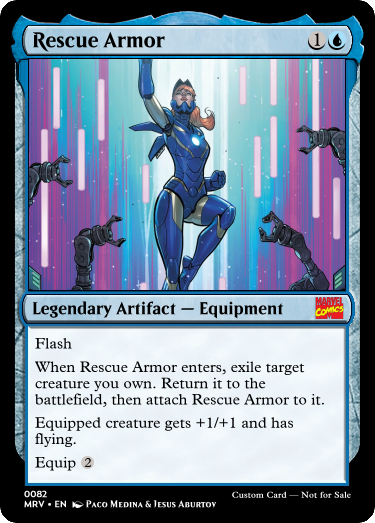 Rescue Armor 1
Legendary Artifact — Equipment
MARVEL
COMICS
Flash
When Rescue Armor enters, exile target
creature you own. Return it to the
battlefield, then attach Rescue Armor to it.
Equipped creature gets +1/+1 and has
flying.
Equip 2
0082
Custom Card — Not for Sale
MRV • EN Paco Medina & Jesus Aburtov